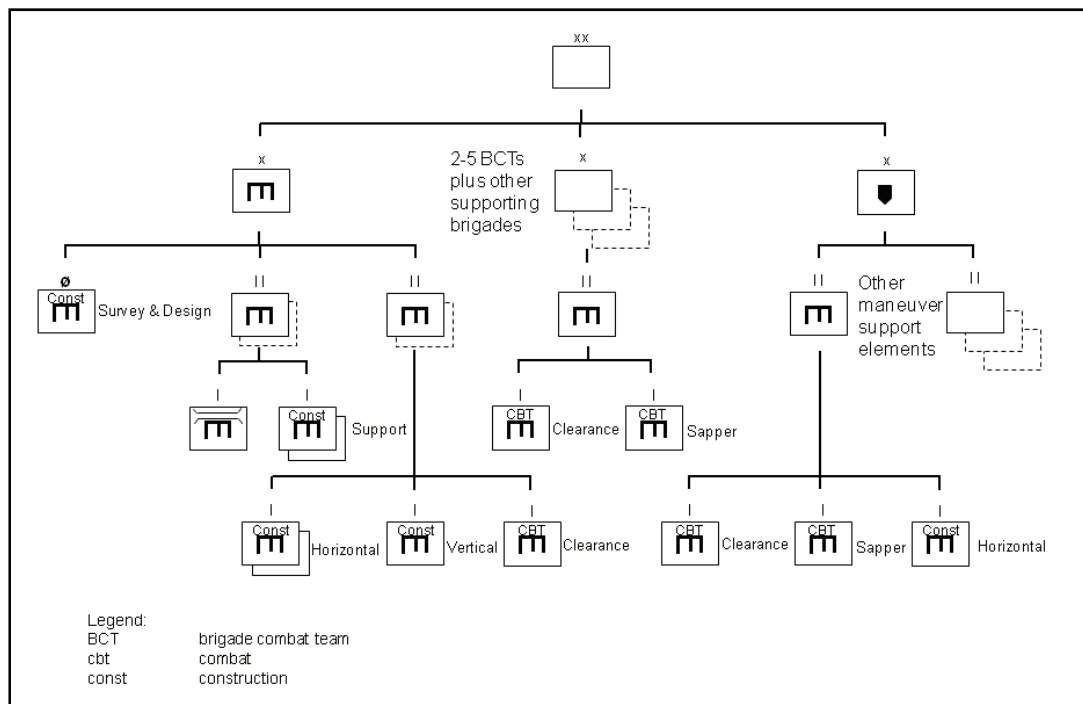 xx
x
2-5 BCTs
plus other
supporting
brigades
x
x
Ø
Const
Survey & Design
II
II
II
II
Other
maneuver
support
elements
II
I
I
Const
Support
I
CBT
Clearance
I
CBT
Sapper
I
Const
Horizontal
I
Const
Vertical
I
CBT
Clearance
I
CBT
Clearance
I
CBT
Sapper
I
Const
Horizontal
Legend:
BCT brigade combat team
cbt combat
const construction